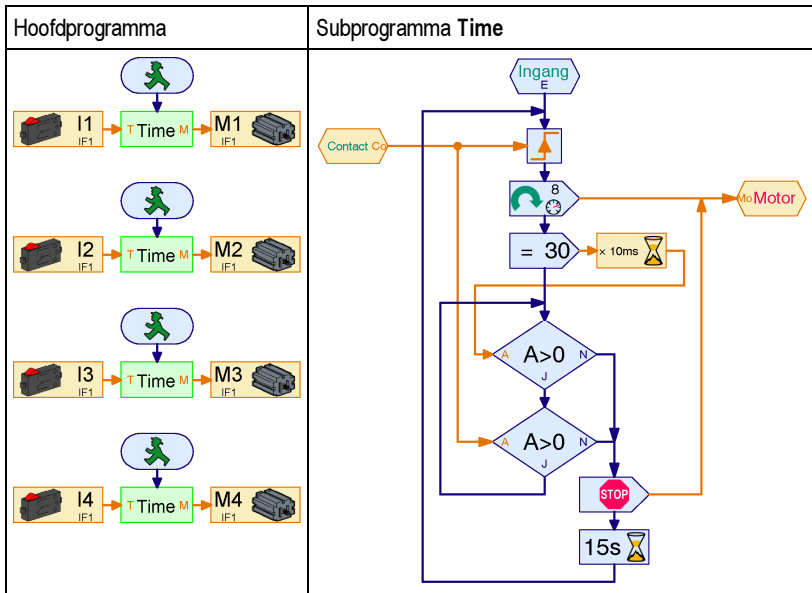 Hoofdprogramma
I1
IF1
T Time M
M1
IF1
I2
IF1
T Time M
M2
IF1
I3
IF1
T Time M
M3
IF1
I4
IF1
T Time M
M4
IF1
Subprogramma Time
Ingang
E
Contact Co
8
Mo Motor
= 30
× 10ms
A A>0 N
J
A A>0 N
J
STOP
15s